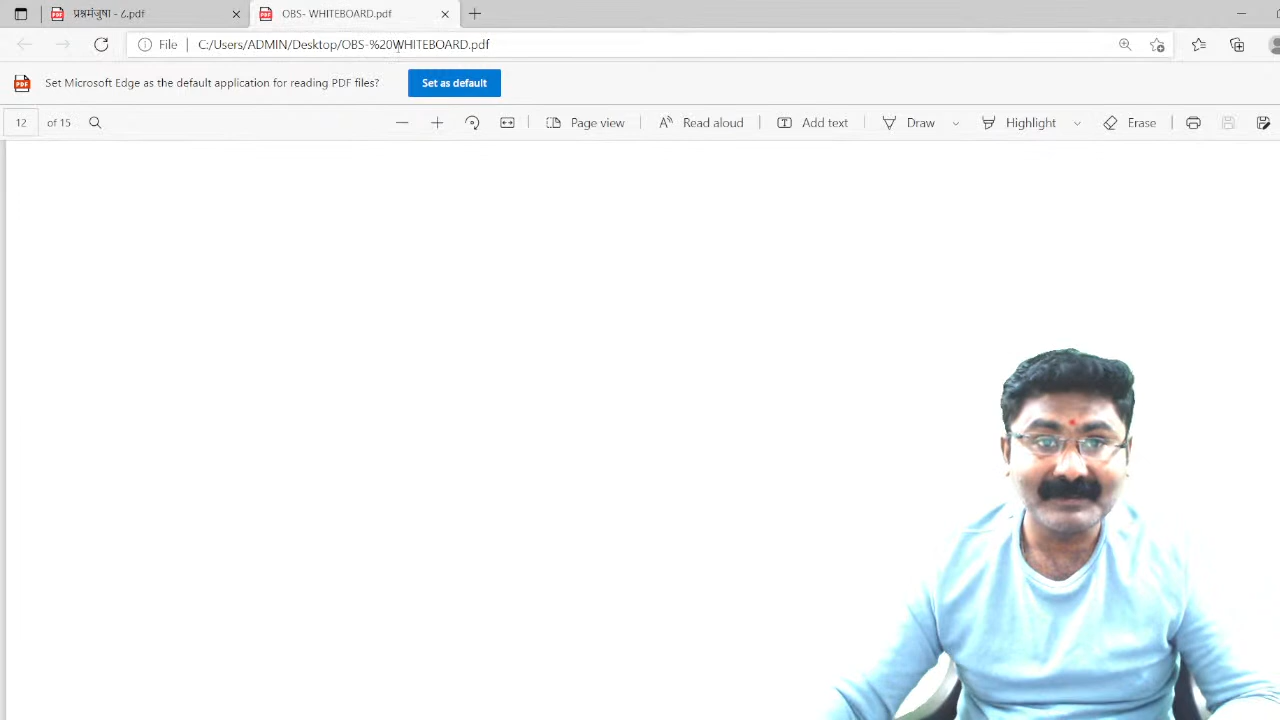 प्रश्नमंजुषा - ८.pdf
OBS- WHITEBOARD.pdf
File
C:/Users/ADMIN/Desktop/OBS-%20WHITEBOARD.pdf
Set Microsoft Edge as the default application for reading PDF files?
Set as default
12 of 15
Page view
Read aloud
Add text
Draw
Highlight
Erase